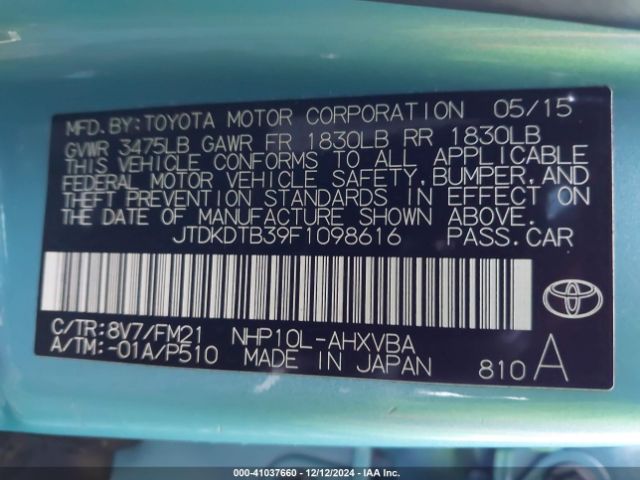 MFD. BY: TOYOTA MOTOR CORPORATION 05/15
GVWR 3475LB GAWR FR 1830LB RR 1830LB
THIS VEHICLE CONFORMS TO ALL APPLICABLE
FEDERAL MOTOR VEHICLE SAFETY, BUMPER, AND
THEFT PREVENTION STANDARDS IN EFFECT ON
THE DATE OF MANUFACTURE SHOWN ABOVE.
JTDKDTB39F1098616 PASS. CAR
C/TR: 8V7/FM21 NHP10L-AHXVBA
A/TM: -01A/P510 MADE IN JAPAN 810 A
000-41037660 - 12/12/2024 - IAA Inc.